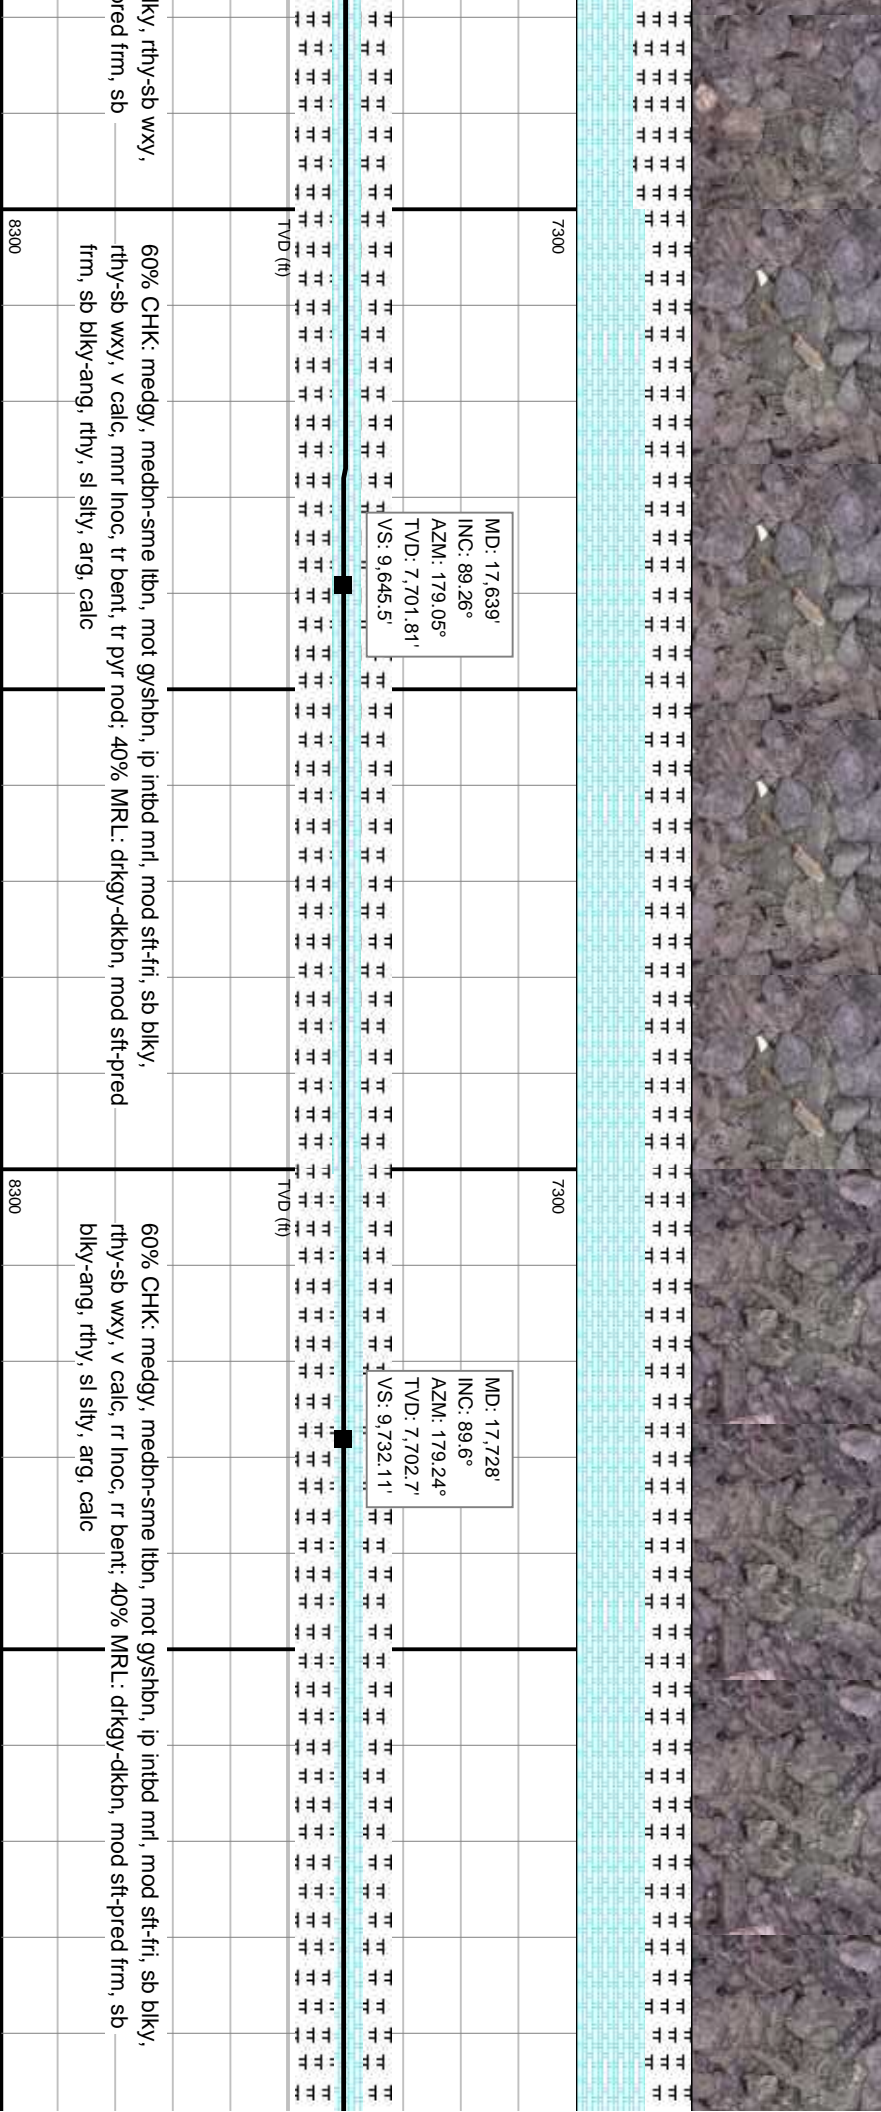 lky, rthy-sb wxy,
pred frm, sb
7300
TVD (ft)
8300
MD: 17,639'
INC: 89.26°
AZM: 179.05°
TVD: 7,701.81'
VS: 9,645.5'
60% CHK: medgy, medbn-sme ltbn, mot gyshbn, ip intbd mrl, mod sft-fri, sb blky,
rthy-sb wxy, v calc, mnr Inoc, tr bent, tr pyr nod; 40% MRL: drkgy-dkbn, mod sft-pred
frm, sb blky-ang, rthy, sl slty, arg, calc
7300
TVD (ft)
8300
MD: 17,728'
INC: 89.6°
AZM: 179.24°
TVD: 7,702.7'
VS: 9,732.11'
60% CHK: medgy, medbn-sme ltbn, mot gyshbn, ip intbd mrl, mod sft-fri, sb blky,
rthy-sb wxy, v calc, rr Inoc, rr bent; 40% MRL: drkgy-dkbn, mod sft-pred frm, sb
blky-ang, rthy, sl slty, arg, calc